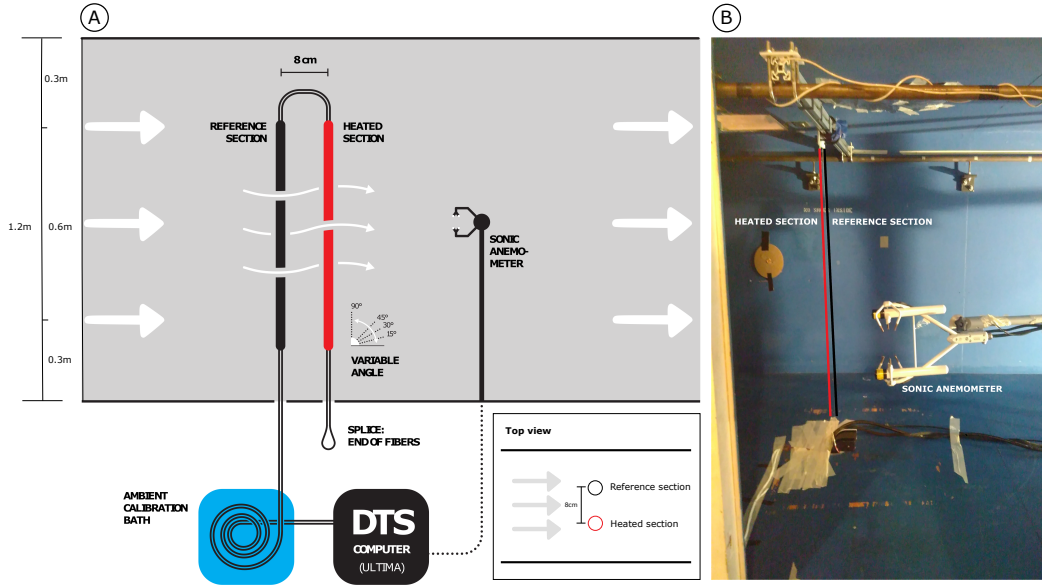 A
B
8cm
0.3m
REFERENCE
SECTION
HEATED
SECTION
1.2m
0.6m
SONIC
ANEMO-
METER
90º
45º
30º
15º
VARIABLE
ANGLE
0.3m
SPLICE:
END OF FIBERS
AMBIENT
CALIBRATION
BATH
DTS
COMPUTER
(ULTIMA)
Top view
Reference section
8cm
Heated section
HEATED SECTION
REFERENCE SECTION
SONIC ANEMOMETER